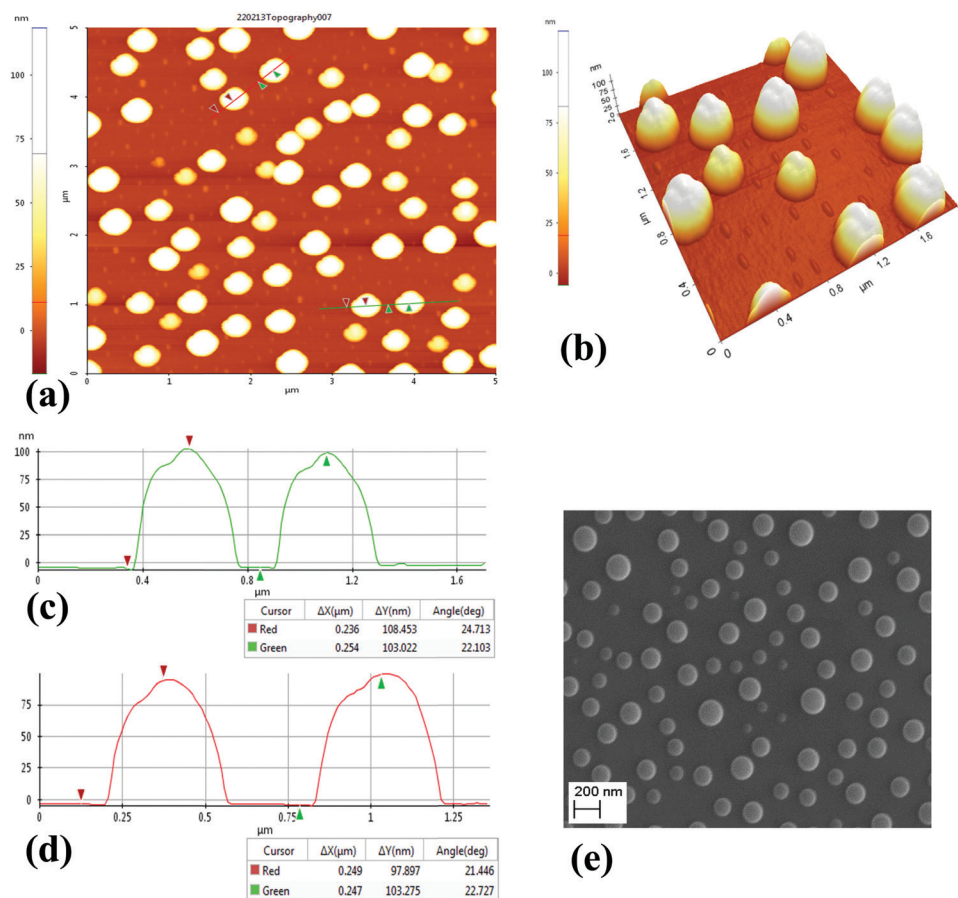 220213Topography007
nm
100
75
50
25
0
5
4
3
2
1
0
μm
0
1
2
3
4
5
μm
(a)
nm
100
75
50
25
0
nm
100
75
50
25
0
2.0
1.6
1.2
0.8
0.4
0
μm
0
0.4
0.8
1.2
1.6
μm
(b)
nm
100
75
50
25
0
0
0.4
0.8
1.2
1.6
μm
Cursor ΔX(μm) ΔY(nm) Angle(deg)
Red 0.236 108.453 24.713
Green 0.254 103.022 22.103
(c)
75
50
25
0
0
0.25
0.5
0.75
1
1.25
μm
Cursor ΔX(μm) ΔY(nm) Angle(deg)
Red 0.249 97.897 21.446
Green 0.247 103.275 22.727
(d)
200 nm
(e)